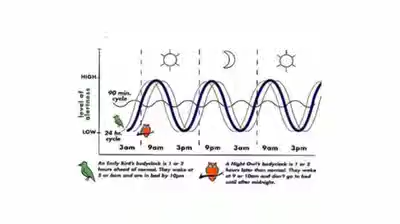 HIGH
level of
alertness
90 min.
cycle
LOW
24 hr.
cycle
3am 9am 3pm 9pm 3am 9am 3pm
An Early Bird's bodyclock is 1 or 2
hours ahead of normal. They wake at
5 or 6am and are in bed by 10pm
A Night Owl's bodyclock is 1 or 2
hours later than normal. They wake
at 9 or 10am and don't go to bed
until after midnight.